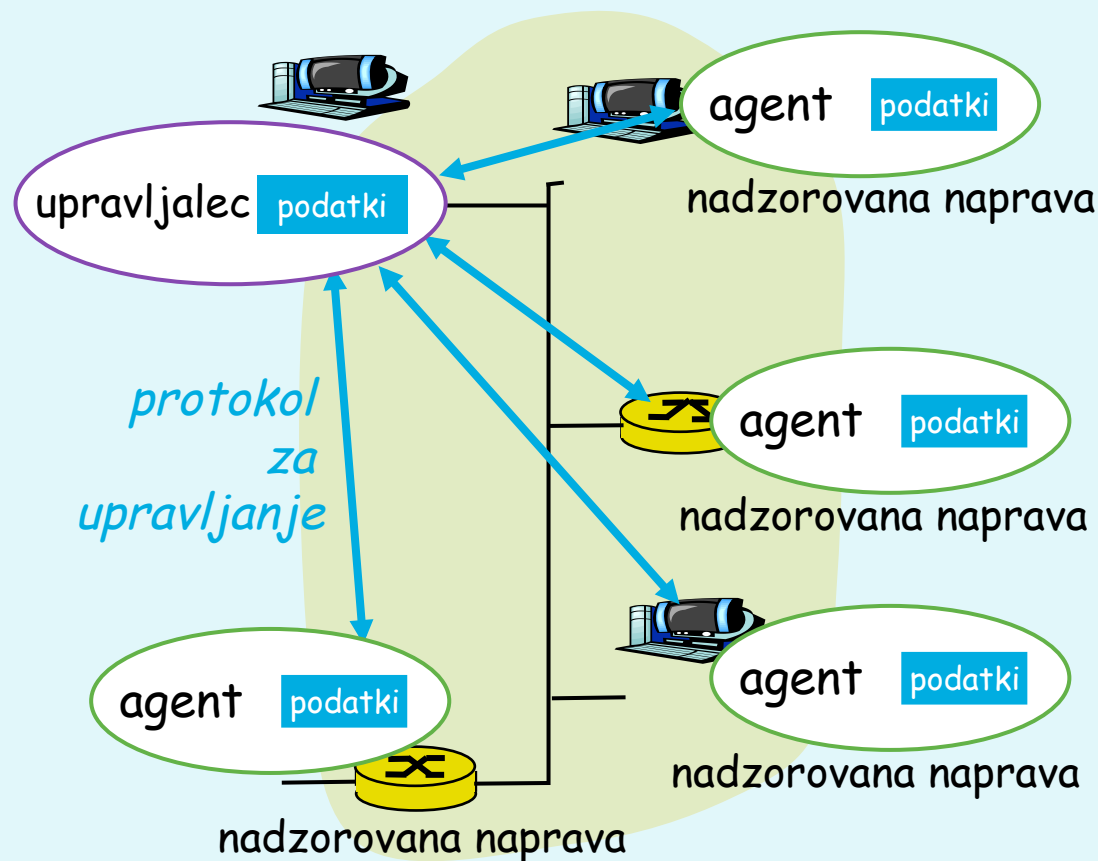 agent podatki
nadzorovana naprava
upravljalec podatki
protokol
za
upravljanje
agent podatki
nadzorovana naprava
agent podatki
nadzorovana naprava
agent podatki
nadzorovana naprava